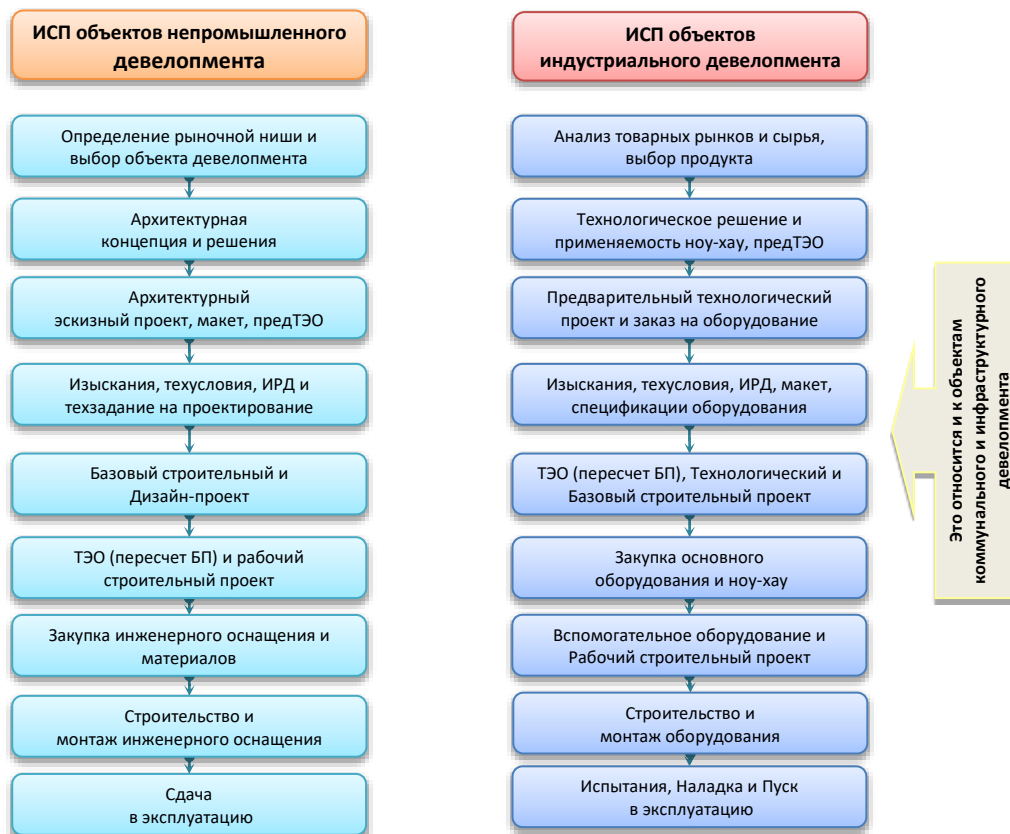 ИСП объектов непромышленного
девелопмента
Определение рыночной ниши и
выбор объекта девелопмента
Архитектурная
концепция и решения
Архитектурный
эскизный проект, макет, предТЭО
Изыскания, техусловия, ИРД и
техзадание на проектирование
Базовый строительный и
Дизайн-проект
ТЭО (пересчет БП) и рабочий
строительный проект
Закупка инженерного оснащения и
материалов
Строительство и
монтаж инженерного оснащения
Сдача
в эксплуатацию
ИСП объектов
индустриального девелопмента
Анализ товарных рынков и сырья,
выбор продукта
Технологическое решение и
применяемость ноу-хау, предТЭО
Предварительный технологический
проект и заказ на оборудование
Изыскания, техусловия, ИРД, макет,
спецификации оборудования
ТЭО (пересчет БП), Технологический и
Базовый строительный проект
Закупка основного
оборудования и ноу-хау
Вспомогательное оборудование и
Рабочий строительный проект
Строительство и
монтаж оборудования
Испытания, Наладка и Пуск
в эксплуатацию
Это относится и к объектам
коммунального и инфраструктурного
девелопмента